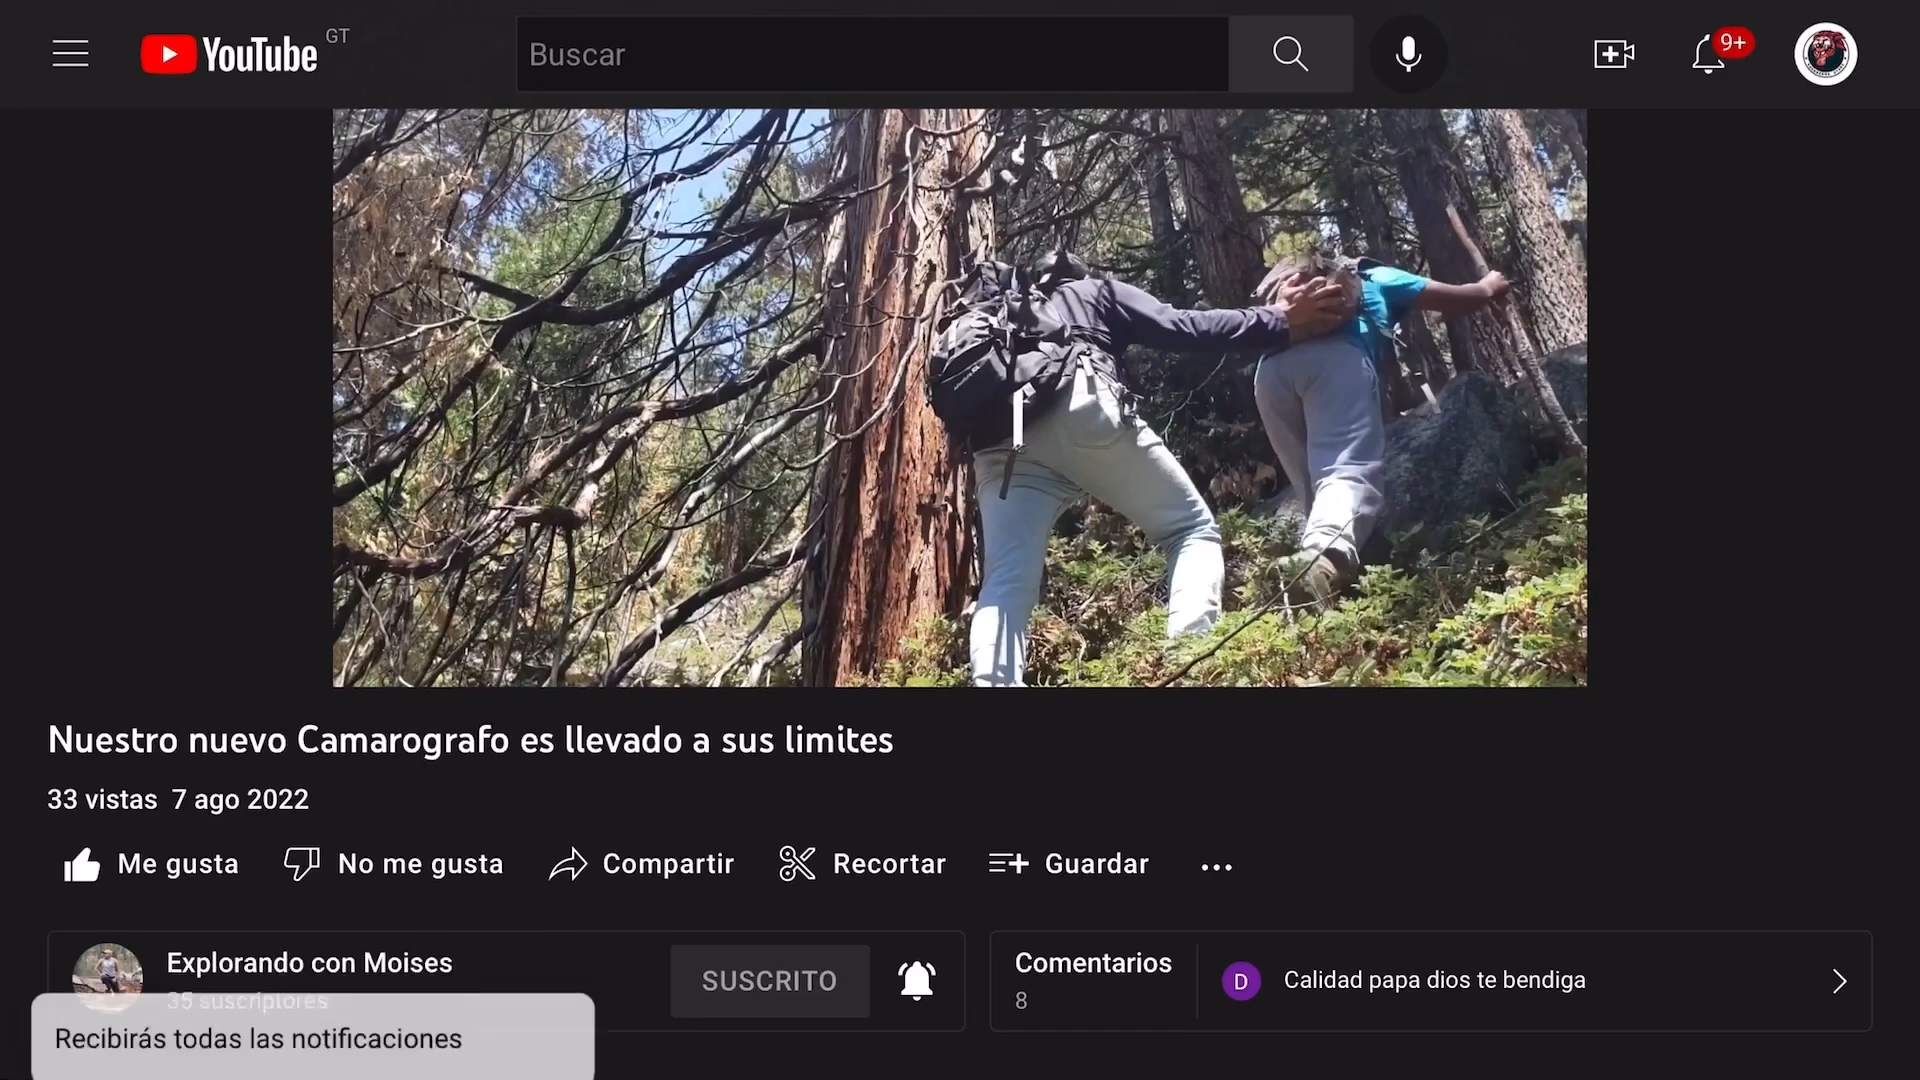 YouTube GT
Buscar
9+
Nuestro nuevo Camarografo es llevado a sus limites
33 vistas 7 ago 2022
Me gusta
No me gusta
Compartir
Recortar
Guardar
Explorando con Moises
35 suscriptores
SUSCRITO
Comentarios
8
D
Calidad papa dios te bendiga
Recibirás todas las notificaciones